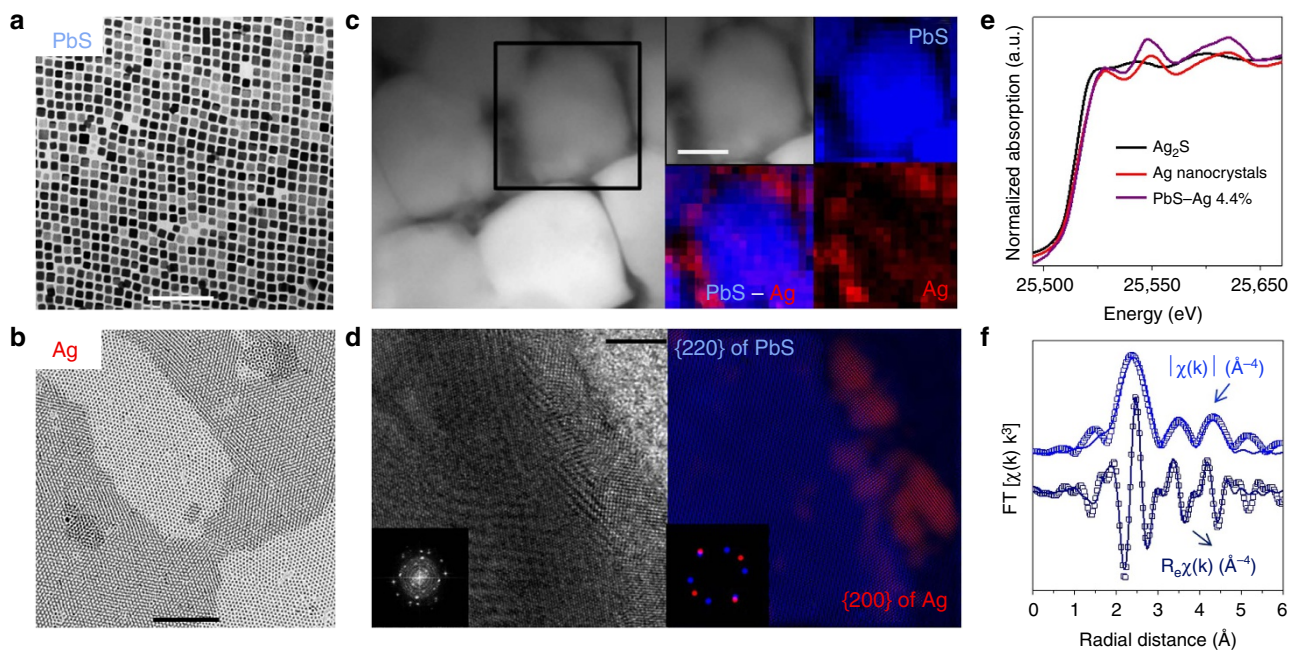 a
PbS
b
Ag
c
PbS
PbS – Ag
Ag
d
{220} of PbS
{200} of Ag
e
Normalized absorption (a.u.)
Ag₂S
Ag nanocrystals
PbS–Ag 4.4%
25,500
25,550
25,650
Energy (eV)
f
FT [χ(k) k³]
| χ(k) | (Å⁻⁴)
Rₑχ(k) (Å⁻⁴)
0 1 2 3 4 5 6
Radial distance (Å)